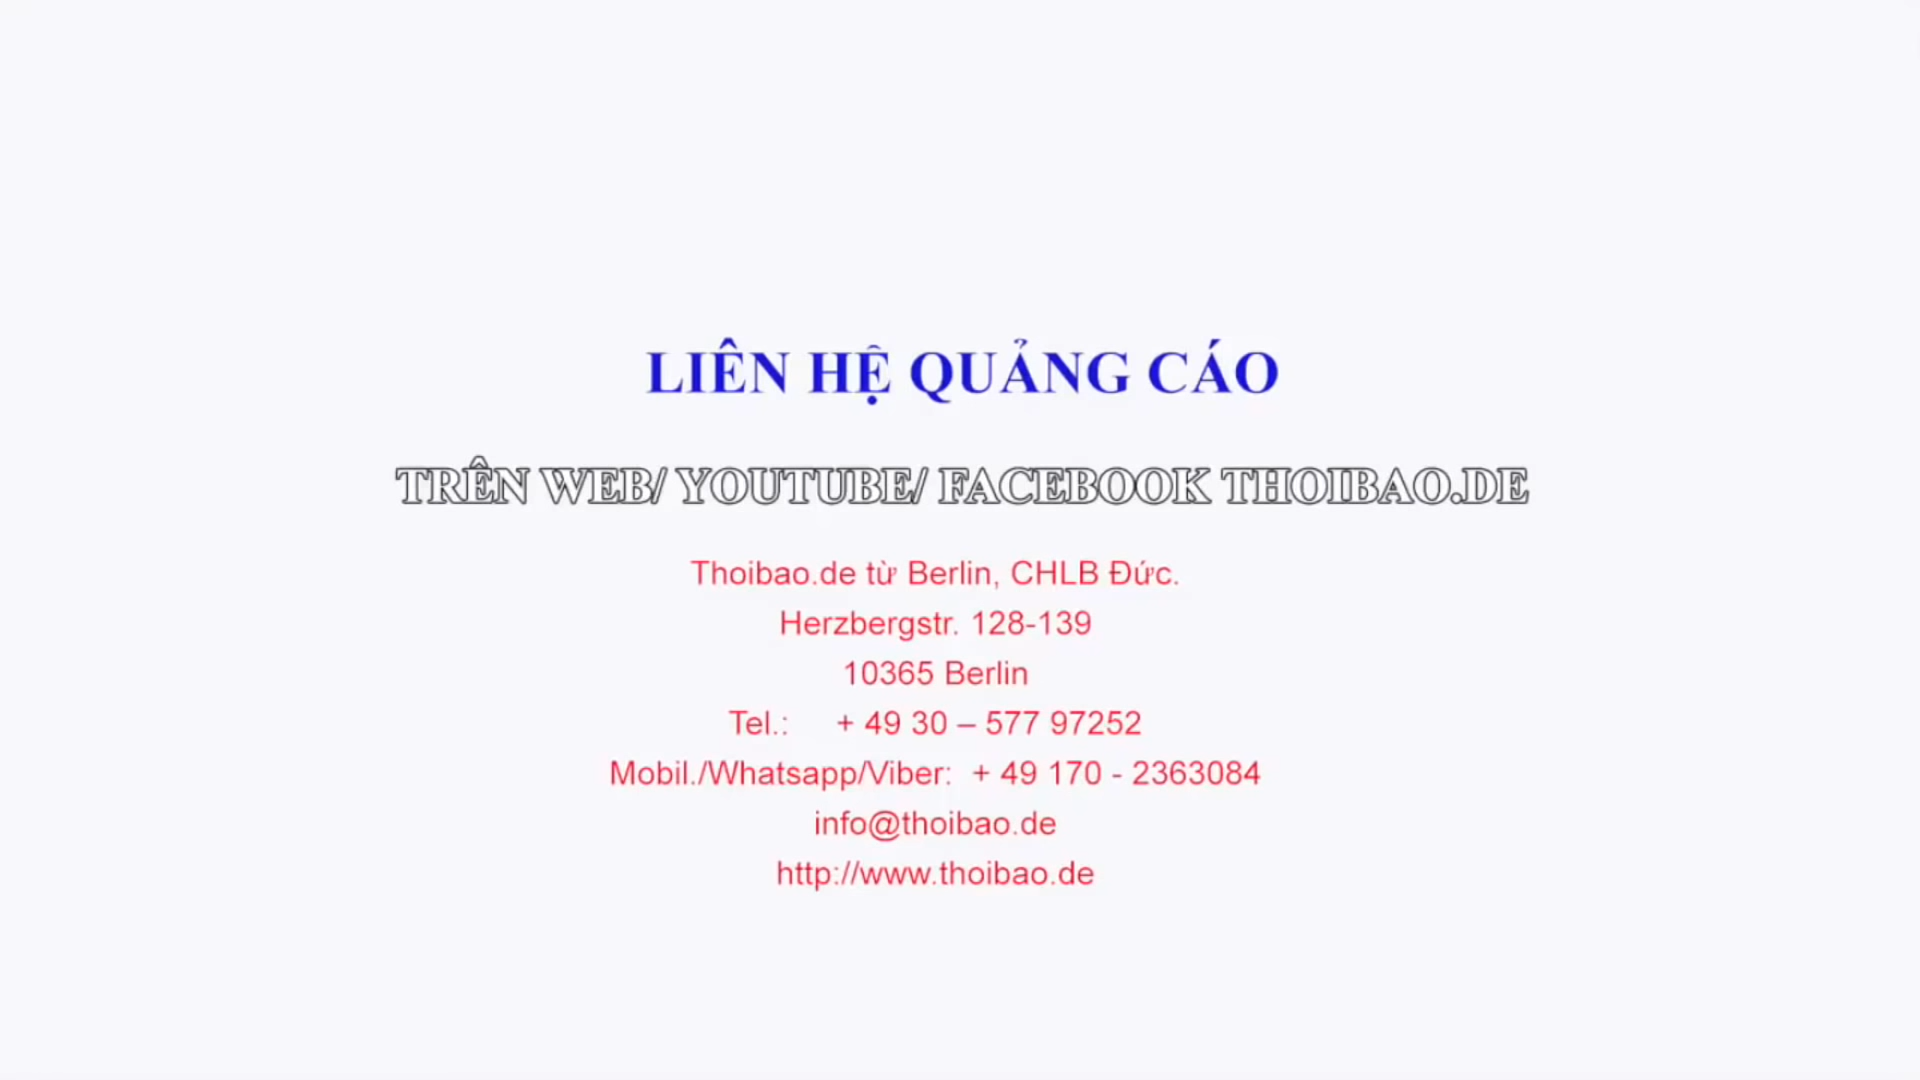 LIÊN HỆ QUẢNG CÁO
TRÊN WEB/ YOUTUBE/ FACEBOOK THOIBAO.DE
Thoibao.de từ Berlin, CHLB Đức.
Herzbergstr. 128-139
10365 Berlin
Tel.: + 49 30 – 577 97252
Mobil./Whatsapp/Viber: + 49 170 - 2363084
info@thoibao.de
http://www.thoibao.de